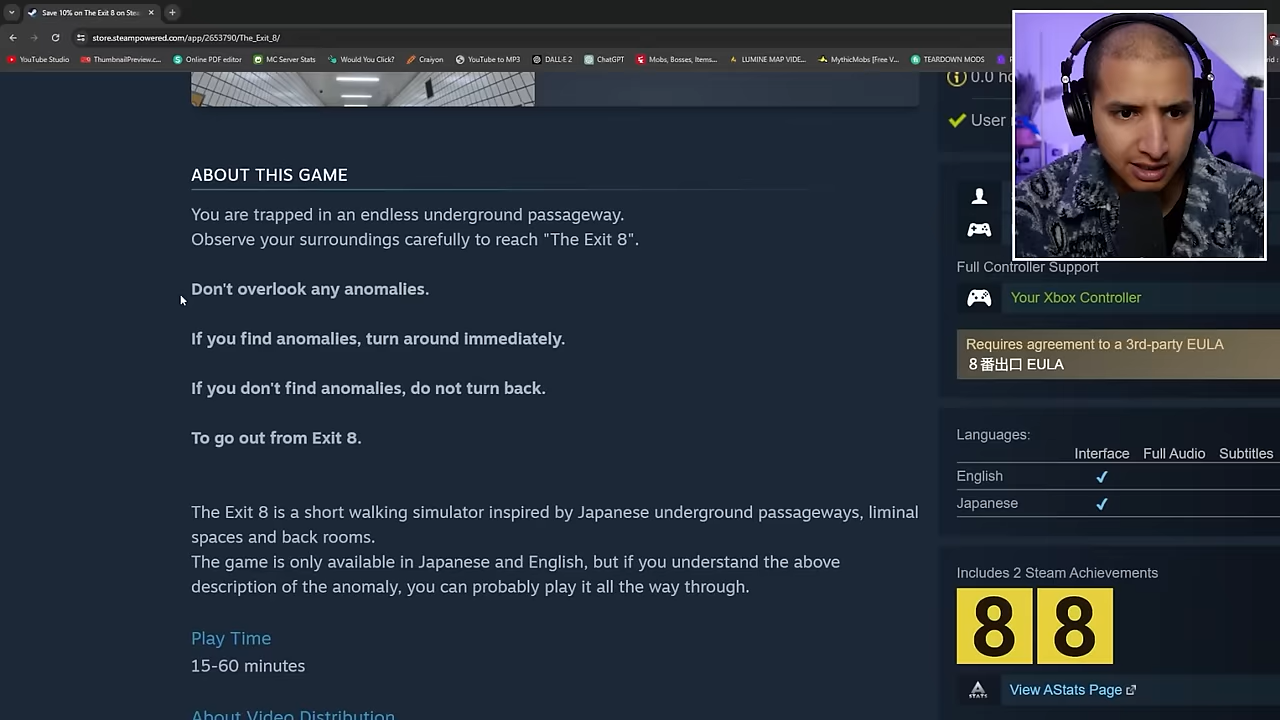 Save 10% on The Exit 8 on Stea
store.steampowered.com/app/2653790/The_Exit_8/
YouTube Studio
ThumbnailPreview.c...
Online PDF editor
MC Server Stats
Would You Click?
Craiyon
YouTube to MP3
DALL·E 2
ChatGPT
Mobs, Bosses, Items...
LUMINE MAP VIDE...
MythicMobs [Free V...
TEARDOWN MODS
0.0 h
User
ABOUT THIS GAME
You are trapped in an endless underground passageway.
Observe your surroundings carefully to reach "The Exit 8".
Don't overlook any anomalies.
If you find anomalies, turn around immediately.
If you don't find anomalies, do not turn back.
To go out from Exit 8.
The Exit 8 is a short walking simulator inspired by Japanese underground passageways, liminal
spaces and back rooms.
The game is only available in Japanese and English, but if you understand the above
description of the anomaly, you can probably play it all the way through.
Play Time
15-60 minutes
About Video Distribution
Full Controller Support
Your Xbox Controller
Requires agreement to a 3rd-party EULA
８番出口 EULA
Languages:
Interface Full Audio Subtitles
English ✔
Japanese ✔
Includes 2 Steam Achievements
8 8
STATS
View AStats Page